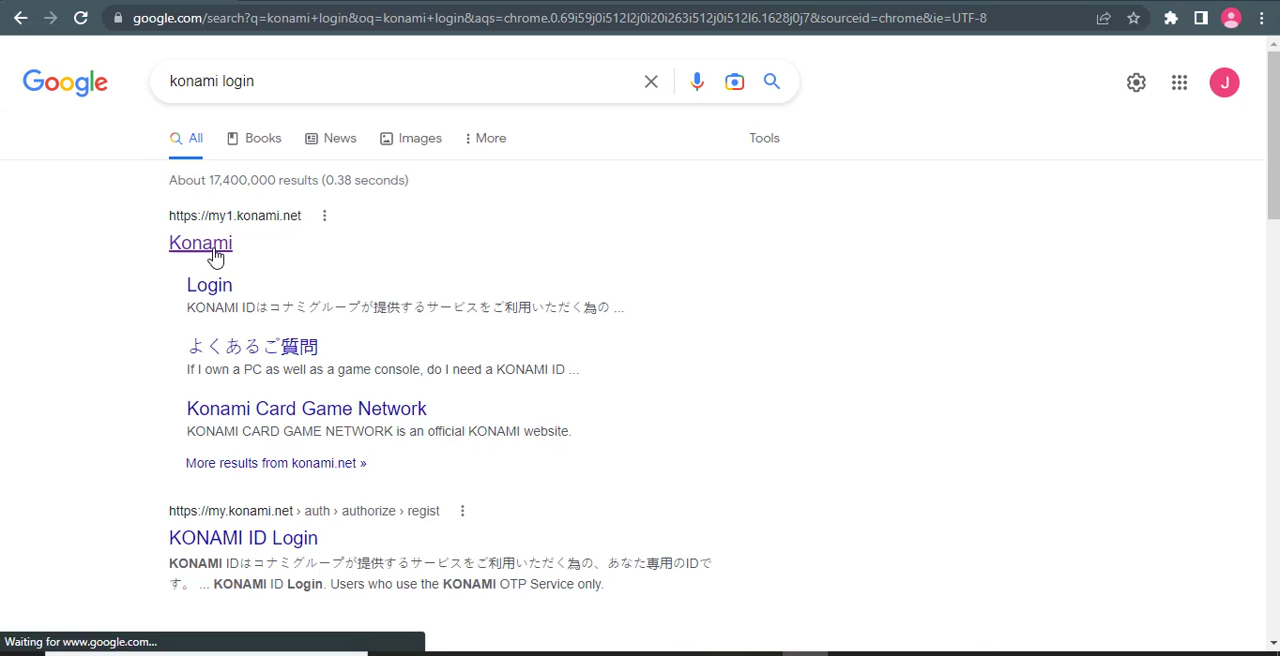 google.com/search?q=konami+login&oq=konami+login&aqs=chrome.0.69i59j0i512l2j0i20i263i512j0i512l6.1628j0j7&sourceid=chrome&ie=UTF-8
Google
konami login
J
All Books News Images More Tools
About 17,400,000 results (0.38 seconds)
https://my1.konami.net
Konami
Login
KONAMI IDはコナミグループが提供するサービスをご利用いただく為の ...
よくあるご質問
If I own a PC as well as a game console, do I need a KONAMI ID ...
Konami Card Game Network
KONAMI CARD GAME NETWORK is an official KONAMI website.
More results from konami.net »
https://my.konami.net › auth › authorize › regist
KONAMI ID Login
KONAMI IDはコナミグループが提供するサービスをご利用いただく為の、あなた専用のIDで
す。 ... KONAMI ID Login. Users who use the KONAMI OTP Service only.
Waiting for www.google.com...